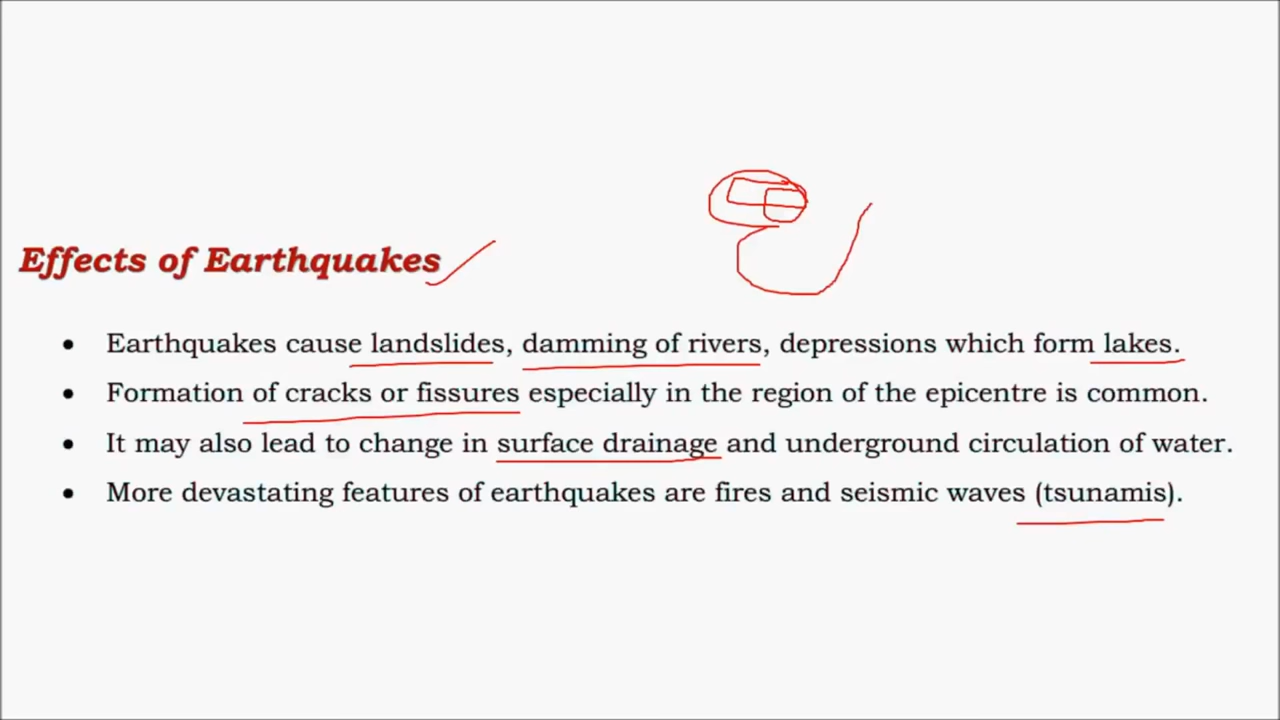 Effects of Earthquakes
• Earthquakes cause landslides, damming of rivers, depressions which form lakes.
• Formation of cracks or fissures especially in the region of the epicentre is common.
• It may also lead to change in surface drainage and underground circulation of water.
• More devastating features of earthquakes are fires and seismic waves (tsunamis).